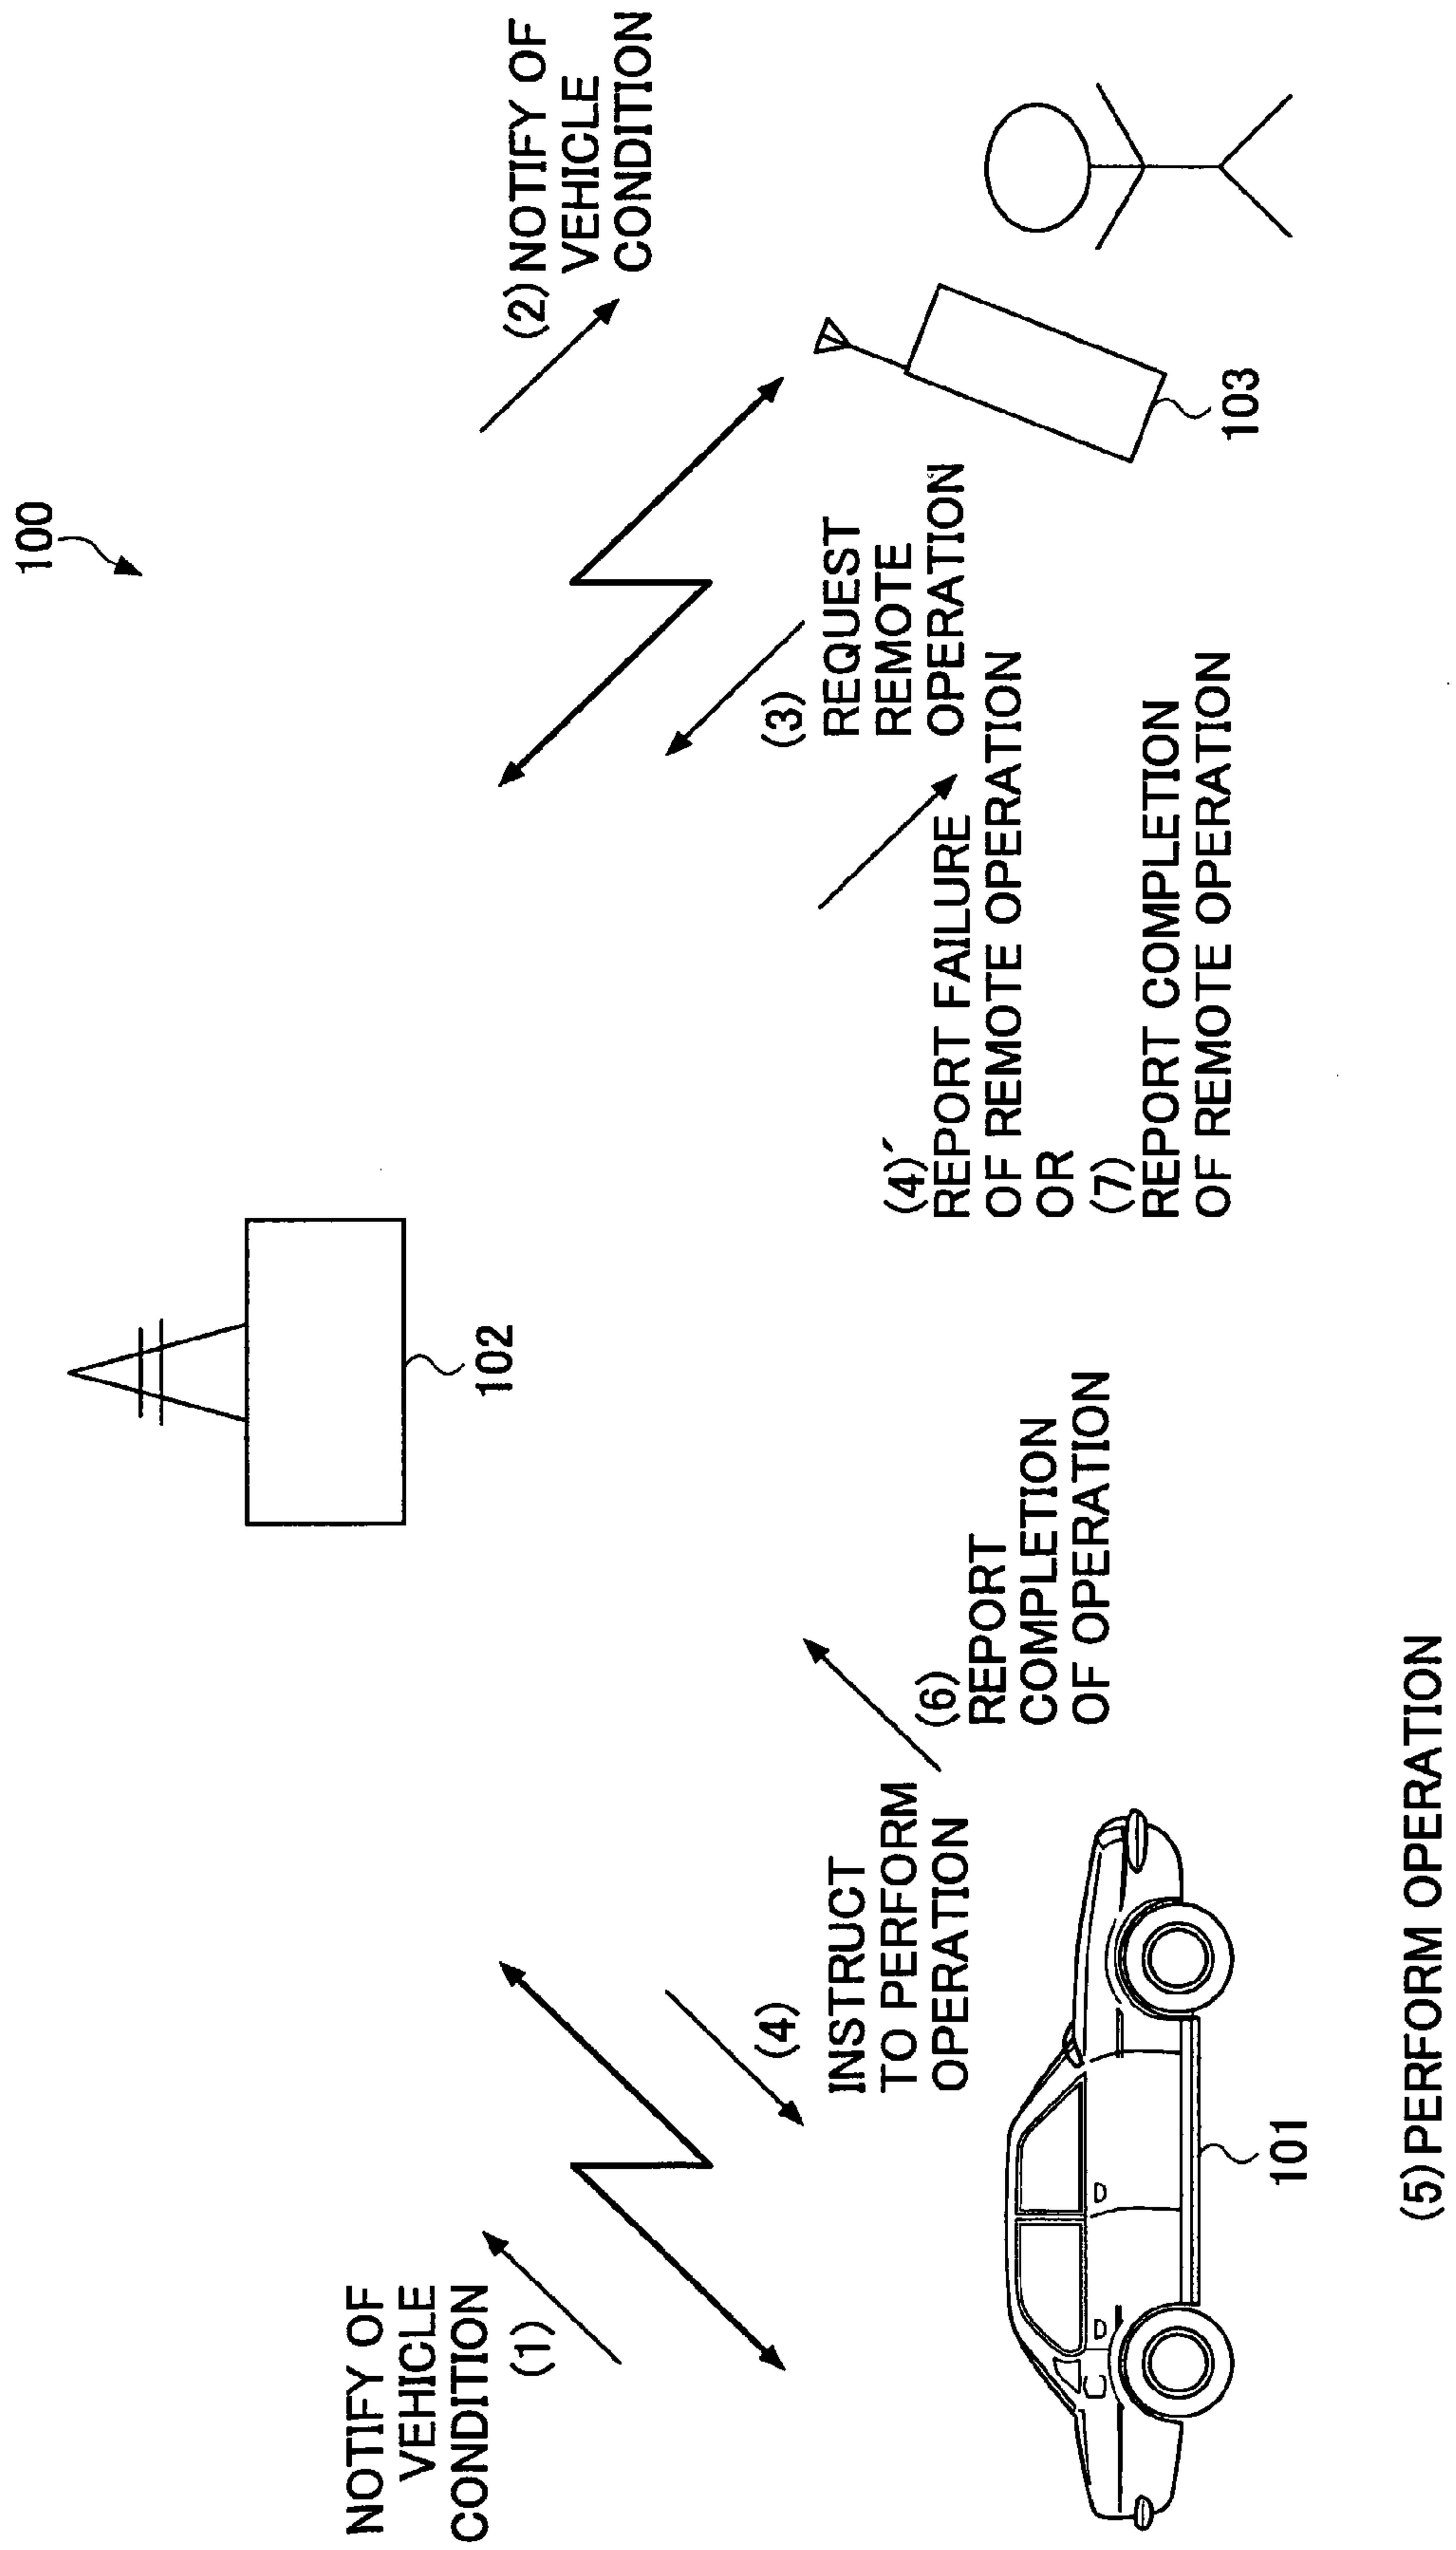 100
102
NOTIFY OF
VEHICLE
CONDITION
(1)
(2) NOTIFY OF
VEHICLE
CONDITION
(3)
REQUEST
REMOTE
OPERATION
(4)
INSTRUCT
TO PERFORM
OPERATION
(6)
REPORT
COMPLETION
OF OPERATION
(4)´
REPORT FAILURE
OF REMOTE OPERATION
OR
(7)
REPORT COMPLETION
OF REMOTE OPERATION
103
101
(5) PERFORM OPERATION